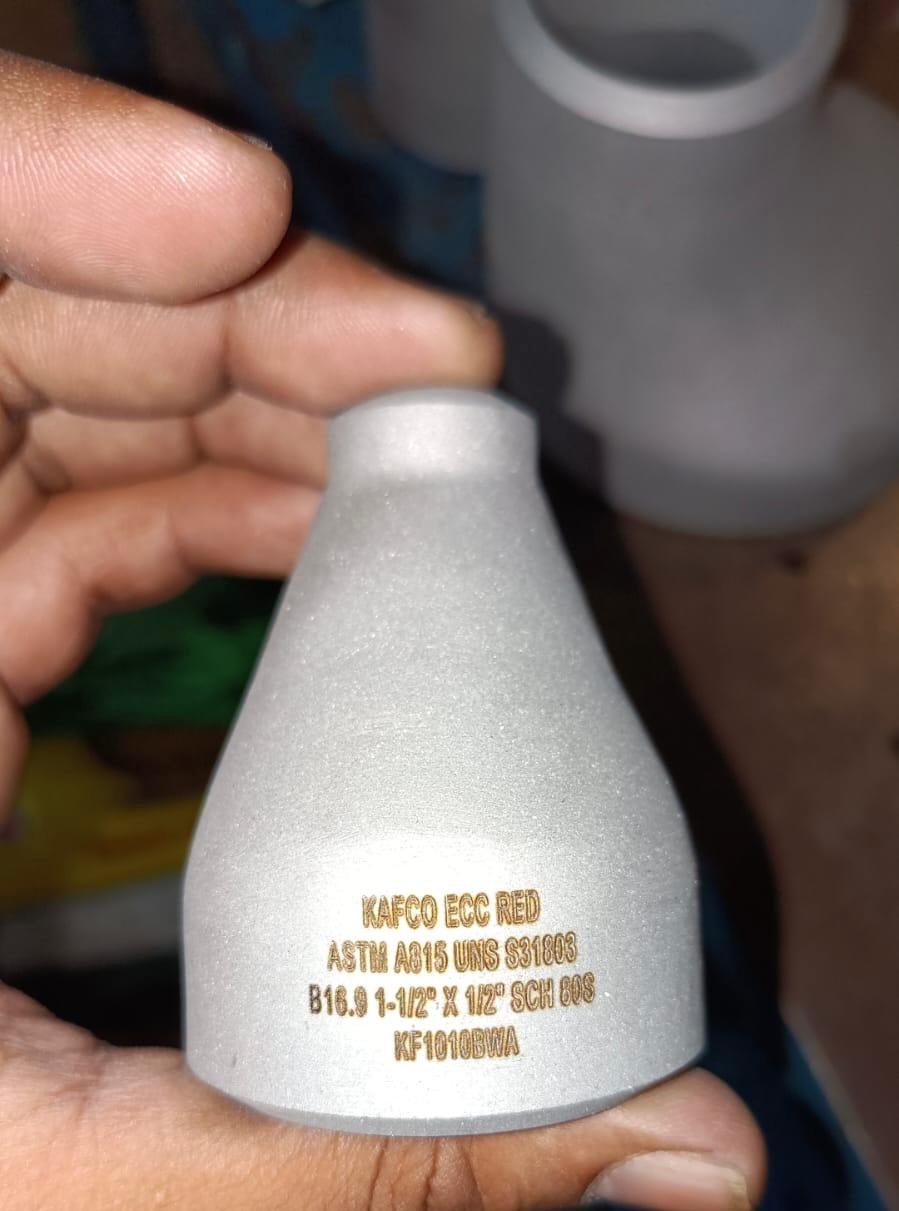 KAFCO ECC RED
ASTM A815 UNS S31803
B16.9 1-1/2" X 1/2" SCH 80S
KF1010BWA